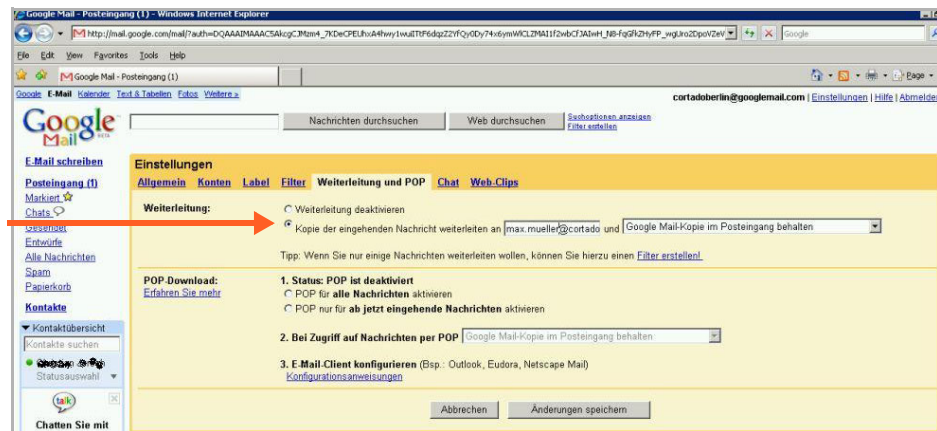 Google Mail - Posteingang (1) - Windows Internet Explorer
File Edit View Favorites Tools Help
Google
Google Mail - Posteingang (1)
Page
Google E-Mail Kalender Text & Tabellen Fotos Weitere »
cortadoberlin@googlemail.com | Einstellungen | Hilfe | Abmelden
Google Mail BETA
Nachrichten durchsuchen
Web durchsuchen
Suchoptionen anzeigen
Filter erstellen
E-Mail schreiben
Posteingang (1)
Markiert
Chats
Gesendet
Entwürfe
Alle Nachrichten
Spam
Papierkorb
Kontakte
Kontaktübersicht
Kontakte suchen
Statusauswahl
talk
Chatten Sie mit
Einstellungen
Allgemein Konten Label Filter Weiterleitung und POP Chat Web-Clips
Weiterleitung:
Weiterleitung deaktivieren
Kopie der eingehenden Nachricht weiterleiten an max.mueller@cortado und Google Mail-Kopie im Posteingang behalten
Tipp: Wenn Sie nur einige Nachrichten weiterleiten wollen, können Sie hierzu einen Filter erstellen!
POP-Download:
Erfahren Sie mehr
1. Status: POP ist deaktiviert
POP für alle Nachrichten aktivieren
POP nur für ab jetzt eingehende Nachrichten aktivieren
2. Bei Zugriff auf Nachrichten per POP Google Mail-Kopie im Posteingang behalten
3. E-Mail-Client konfigurieren (Bsp.: Outlook, Eudora, Netscape Mail)
Konfigurationsanweisungen
Abbrechen
Änderungen speichern